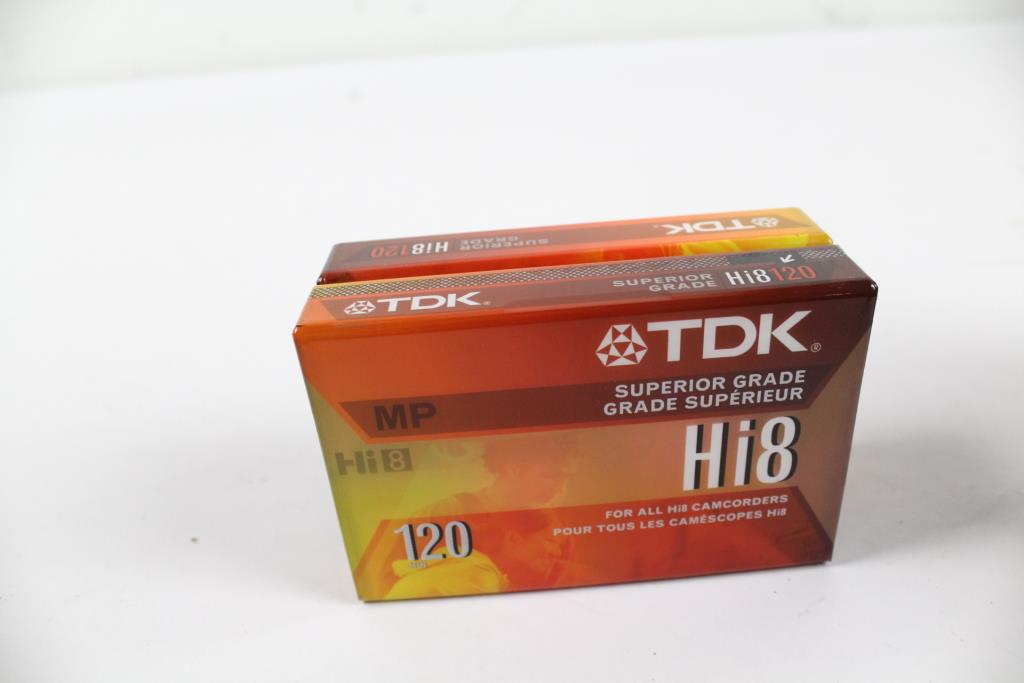 TDK
SUPERIOR
GRADE
Hi8 120
TDK®
SUPERIOR
GRADE
Hi8 120
TDK®
SUPERIOR GRADE
GRADE SUPÉRIEUR
MP
Hi8
Hi8
FOR ALL Hi8 CAMCORDERS
POUR TOUS LES CAMÉSCOPES Hi8
120
MIN